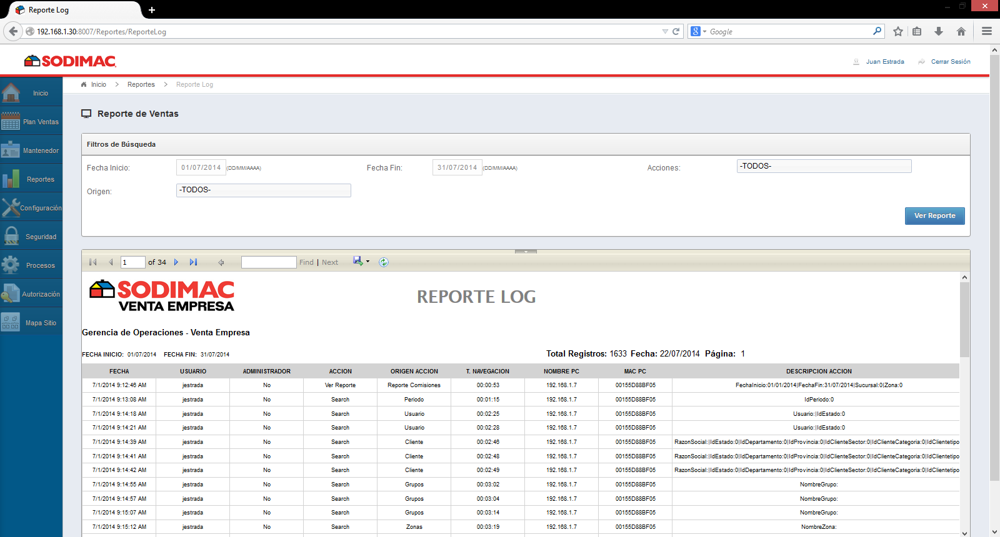 Reporte Log
192.168.1.30:8007/Reportes/ReporteLog
Google
SODIMAC
Juan Estrada
Cerrar Sesión
Inicio > Reportes > Reporte Log
Inicio
Plan Ventas
Mantenedor
Reportes
Configuración
Seguridad
Procesos
Autorización
Mapa Sitio
Reporte de Ventas
Filtros de Búsqueda
Fecha Inicio: 01/07/2014 (DD/MM/AAAA) Fecha Fin: 31/07/2014 (DD/MM/AAAA) Acciones: -TODOS-
Origen: -TODOS-
Ver Reporte
1 of 34 Find | Next
SODIMAC
VENTA EMPRESA
REPORTE LOG
Gerencia de Operaciones - Venta Empresa
FECHA INICIO: 01/07/2014 FECHA FIN: 31/07/2014 Total Registros: 1633 Fecha: 22/07/2014 Página: 1
FECHA USUARIO ADMINISTRADOR ACCION ORIGEN ACCION T. NAVEGACION NOMBRE PC MAC PC DESCRIPCION ACCION
7/1/2014 9:12:46 AM jestrada No Ver Reporte Reporte Comisiones 00:00:53 192.168.1.7 00155D88BF05 FechaInicio:01/01/2014|FechaFin:31/07/2014|Sucursal:0|Zona:0
7/1/2014 9:13:08 AM jestrada No Search Periodo 00:01:15 192.168.1.7 00155D88BF05 IdPeriodo:0
7/1/2014 9:14:18 AM jestrada No Search Usuario 00:02:25 192.168.1.7 00155D88BF05 Usuario:|IdEstado:0
7/1/2014 9:14:21 AM jestrada No Search Usuario 00:02:28 192.168.1.7 00155D88BF05 Usuario:|IdEstado:0
7/1/2014 9:14:39 AM jestrada No Search Cliente 00:02:46 192.168.1.7 00155D88BF05 RazonSocial:|IdEstado:0|IdDepartamento:0|IdProvincia:0|IdClienteSector:0|IdClienteCategoria:0|IdClientetipo
7/1/2014 9:14:41 AM jestrada No Search Cliente 00:02:48 192.168.1.7 00155D88BF05 RazonSocial:|IdEstado:0|IdDepartamento:0|IdProvincia:0|IdClienteSector:0|IdClienteCategoria:0|IdClientetipo
7/1/2014 9:14:42 AM jestrada No Search Cliente 00:02:49 192.168.1.7 00155D88BF05 RazonSocial:|IdEstado:0|IdDepartamento:0|IdProvincia:0|IdClienteSector:0|IdClienteCategoria:0|IdClientetipo
7/1/2014 9:14:55 AM jestrada No Search Grupos 00:03:02 192.168.1.7 00155D88BF05 NombreGrupo:
7/1/2014 9:14:57 AM jestrada No Search Grupos 00:03:04 192.168.1.7 00155D88BF05 NombreGrupo:
7/1/2014 9:15:07 AM jestrada No Search Grupos 00:03:14 192.168.1.7 00155D88BF05 NombreGrupo:
7/1/2014 9:15:12 AM jestrada No Search Zonas 00:03:19 192.168.1.7 00155D88BF05 NombreZona: